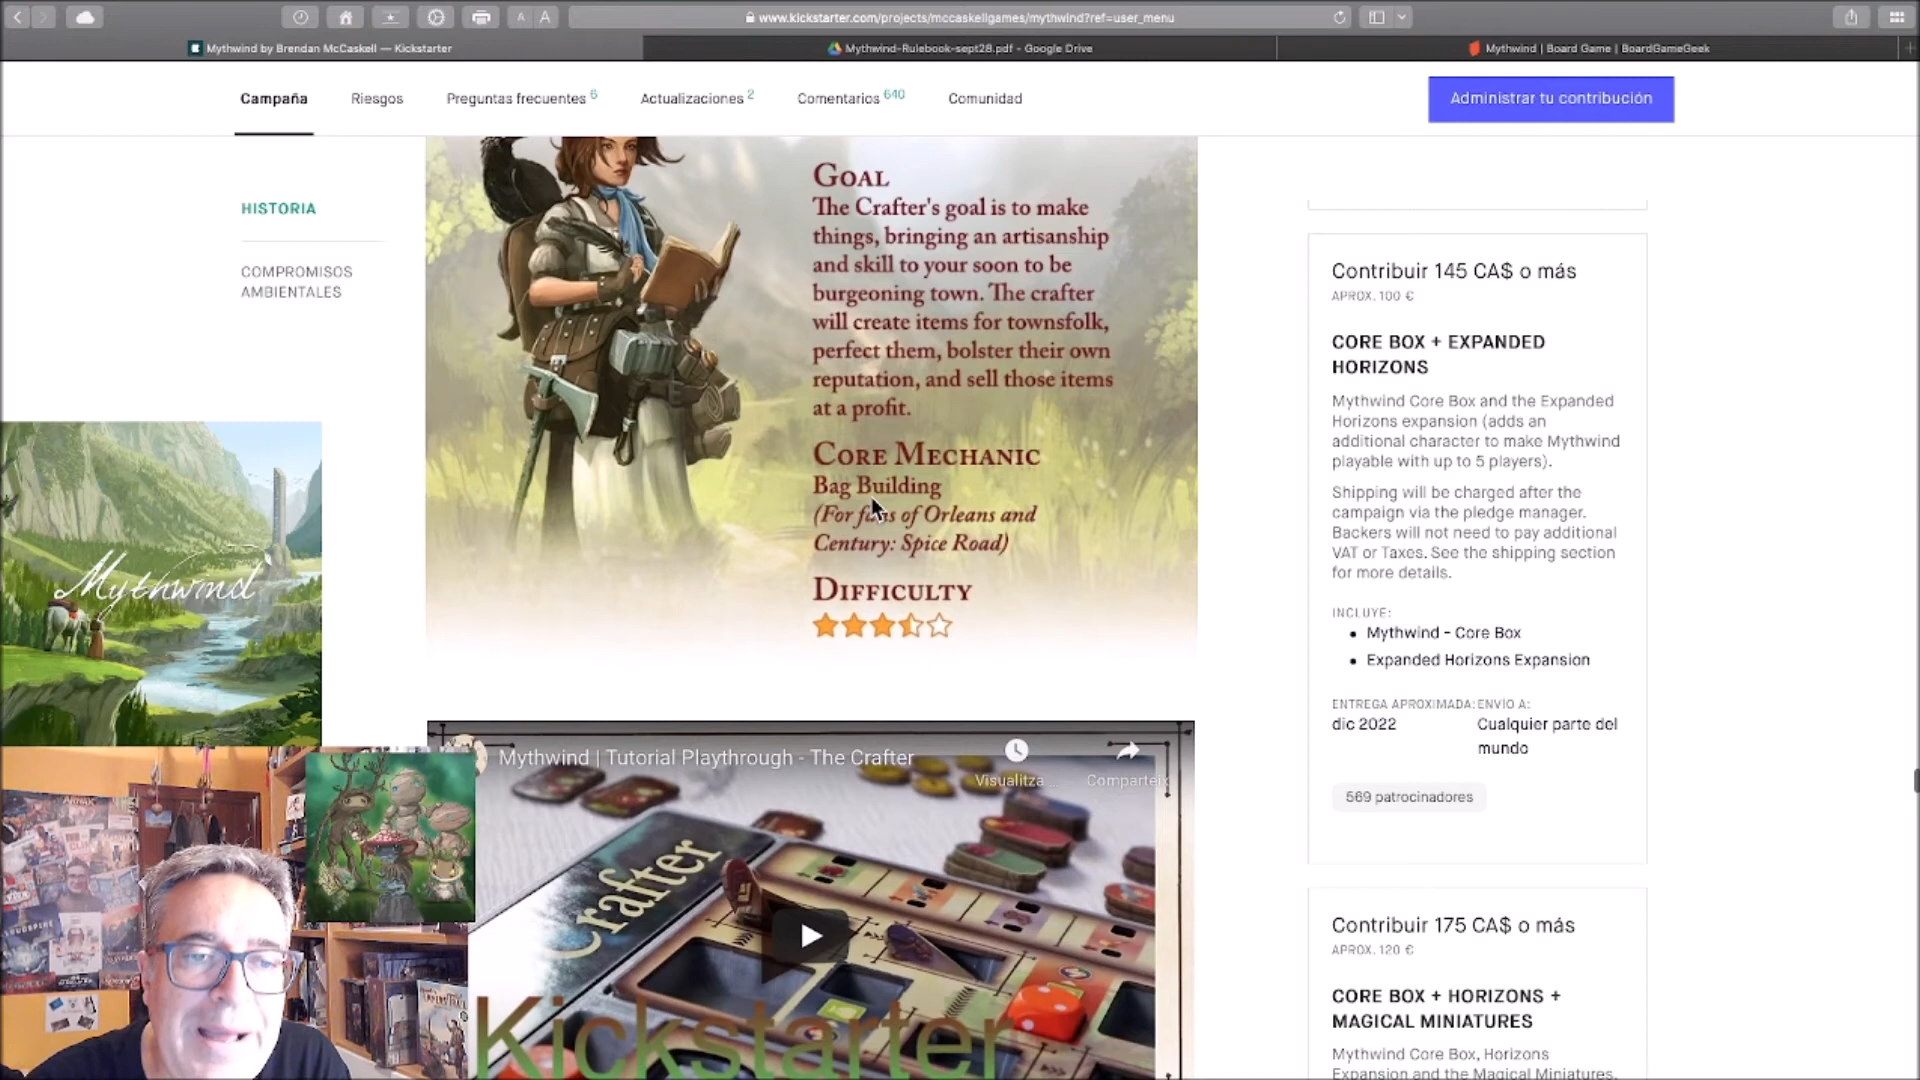 www.kickstarter.com/projects/mccaskellgames/mythwind?ref=user_menu
Mythwind by Brendan McCaskell — Kickstarter
Mythwind-Rulebook-sept28.pdf - Google Drive
Mythwind | Board Game | BoardGameGeek
Campaña
Riesgos
Preguntas frecuentes 6
Actualizaciones 2
Comentarios 640
Comunidad
Administrar tu contribución
HISTORIA
COMPROMISOS
AMBIENTALES
GOAL
The Crafter's goal is to make
things, bringing an artisanship
and skill to your soon to be
burgeoning town. The crafter
will create items for townsfolk,
perfect them, bolster their own
reputation, and sell those items
at a profit.
CORE MECHANIC
Bag Building
(For fans of Orleans and
Century: Spice Road)
DIFFICULTY
Contribuir 145 CA$ o más
APROX. 100 €
CORE BOX + EXPANDED
HORIZONS
Mythwind Core Box and the Expanded
Horizons expansion (adds an
additional character to make Mythwind
playable with up to 5 players).
Shipping will be charged after the
campaign via the pledge manager.
Backers will not need to pay additional
VAT or Taxes. See the shipping section
for more details.
INCLUYE:
Mythwind - Core Box
Expanded Horizons Expansion
ENTREGA APROXIMADA:
dic 2022
ENVÍO A:
Cualquier parte del
mundo
569 patrocinadores
Contribuir 175 CA$ o más
APROX. 120 €
CORE BOX + HORIZONS +
MAGICAL MINIATURES
Mythwind Core Box, Horizons
Expansion and the Magical Miniatures.
Mythwind
Mythwind | Tutorial Playthrough - The Crafter
Visualitza ...
Comparteix
Crafter
Kickstarter